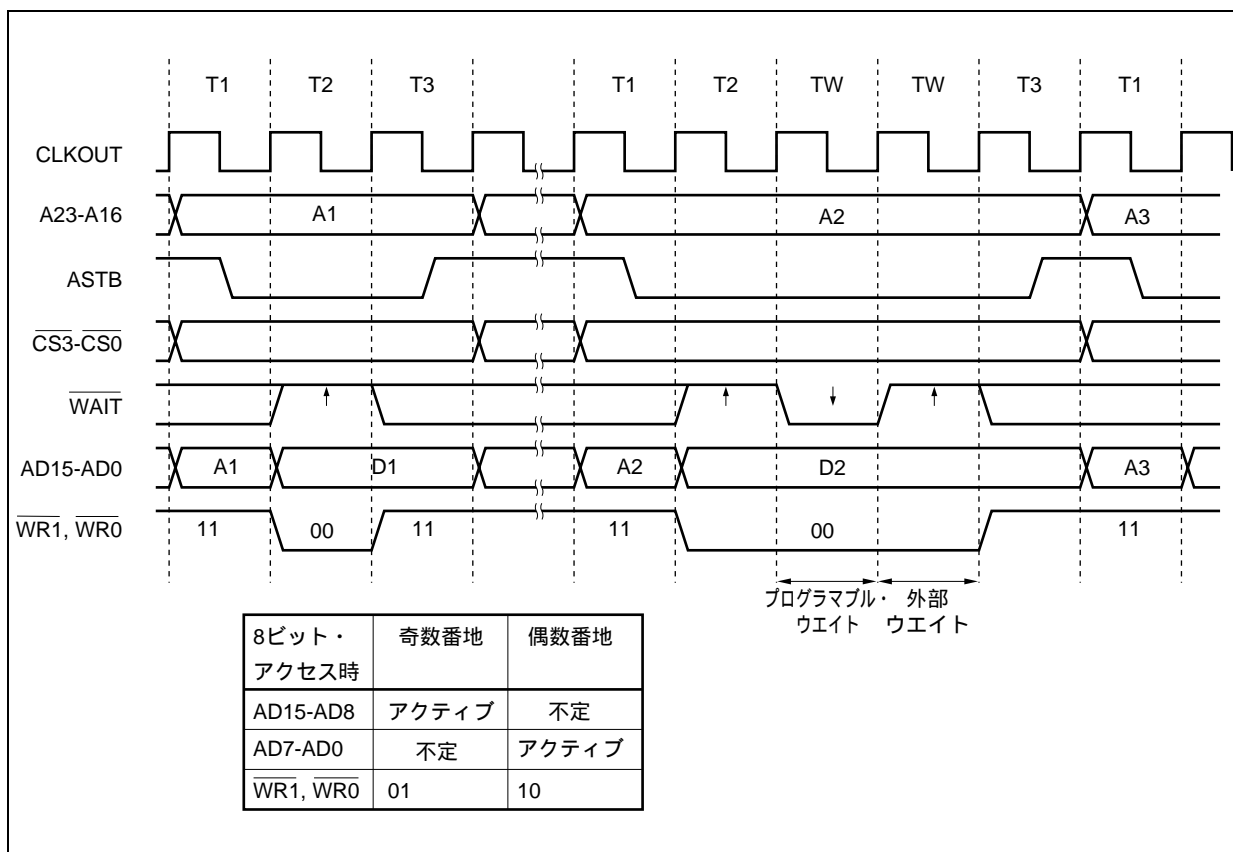 T1 T2 T3 T1 T2 TW TW T3 T1
CLKOUT
A23-A16 A1 A2 A3
ASTB
CS3-CS0
WAIT
AD15-AD0 A1 D1 A2 D2 A3
WR1, WR0 11 00 11 11 00 11
プログラマブル・ 外部
ウエイト ウエイト
8ビット・ 奇数番地 偶数番地
アクセス時
AD15-AD8 アクティブ 不定
AD7-AD0 不定 アクティブ
WR1, WR0 01 10